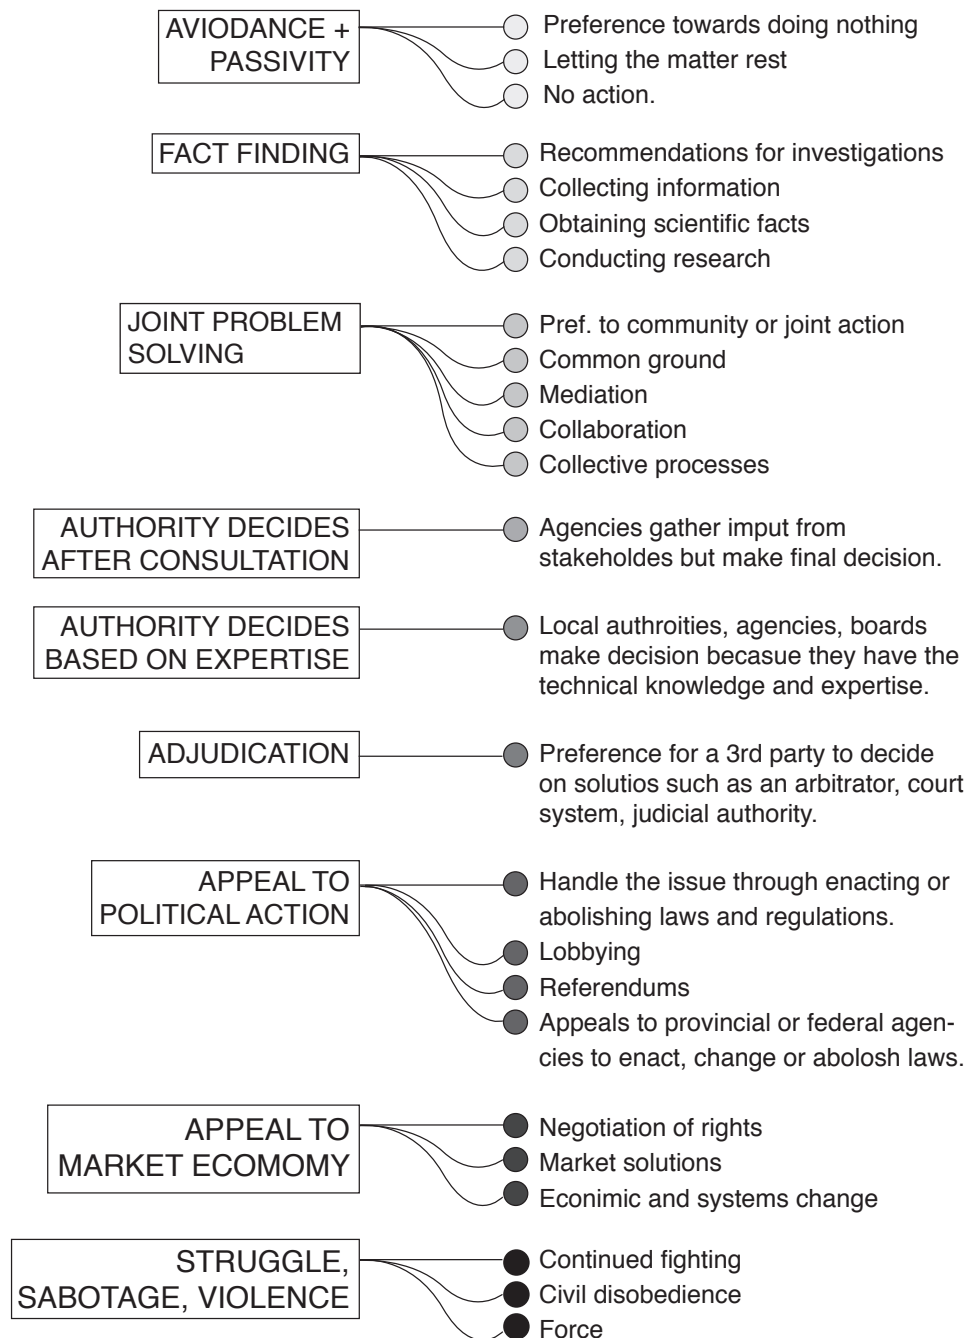 AVIODANCE +
PASSIVITY
Preference towards doing nothing
Letting the matter rest
No action.
FACT FINDING
Recommendations for investigations
Collecting information
Obtaining scientific facts
Conducting research
JOINT PROBLEM
SOLVING
Pref. to community or joint action
Common ground
Mediation
Collaboration
Collective processes
AUTHORITY DECIDES
AFTER CONSULTATION
Agencies gather imput from
stakeholdes but make final decision.
AUTHORITY DECIDES
BASED ON EXPERTISE
Local authroities, agencies, boards
make decision becasue they have the
technical knowledge and expertise.
ADJUDICATION
Preference for a 3rd party to decide
on solutios such as an arbitrator, court
system, judicial authority.
APPEAL TO
POLITICAL ACTION
Handle the issue through enacting or
abolishing laws and regulations.
Lobbying
Referendums
Appeals to provincial or federal agen-
cies to enact, change or abolosh laws.
APPEAL TO
MARKET ECOMOMY
Negotiation of rights
Market solutions
Econimic and systems change
STRUGGLE,
SABOTAGE, VIOLENCE
Continued fighting
Civil disobedience
Force